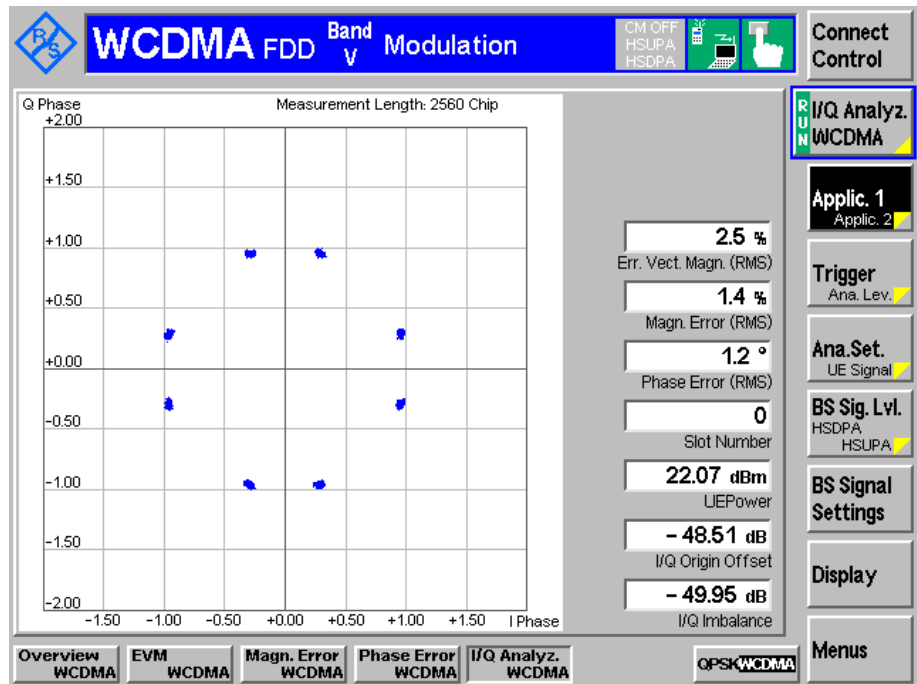 R&S
WCDMA FDD Band V Modulation
CM OFF
HSUPA
HSDPA
Connect
Control
Q Phase
Measurement Length: 2560 Chip
+2.00
+1.50
+1.00
+0.50
+0.00
-0.50
-1.00
-1.50
-2.00
-1.50 -1.00 -0.50 +0.00 +0.50 +1.00 +1.50 I Phase
2.5 %
Err. Vect. Magn. (RMS)
1.4 %
Magn. Error (RMS)
1.2 °
Phase Error (RMS)
0
Slot Number
22.07 dBm
UEPower
– 48.51 dB
I/Q Origin Offset
– 49.95 dB
I/Q Imbalance
RUN
I/Q Analyz.
WCDMA
Applic. 1
Applic. 2
Trigger
Ana. Lev.
Ana.Set.
UE Signal
BS Sig. Lvl.
HSDPA
HSUPA
BS Signal
Settings
Display
Menus
Overview
WCDMA
EVM
WCDMA
Magn. Error
WCDMA
Phase Error
WCDMA
I/Q Analyz.
WCDMA
QPSK WCDMA